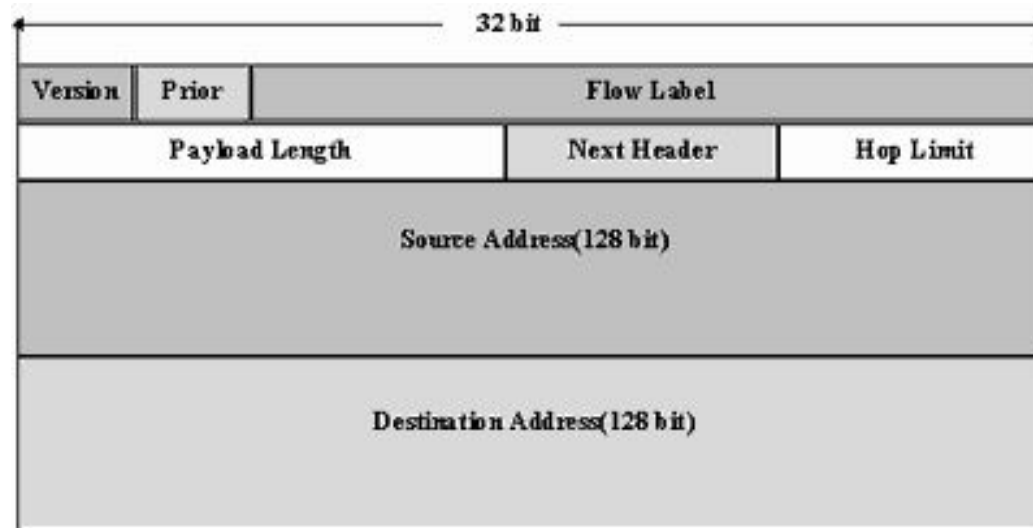 32 bit
Version Prior Flow Label
Payload Length Next Header Hop Limit
Source Address(128 bit)
Destination Address(128 bit)